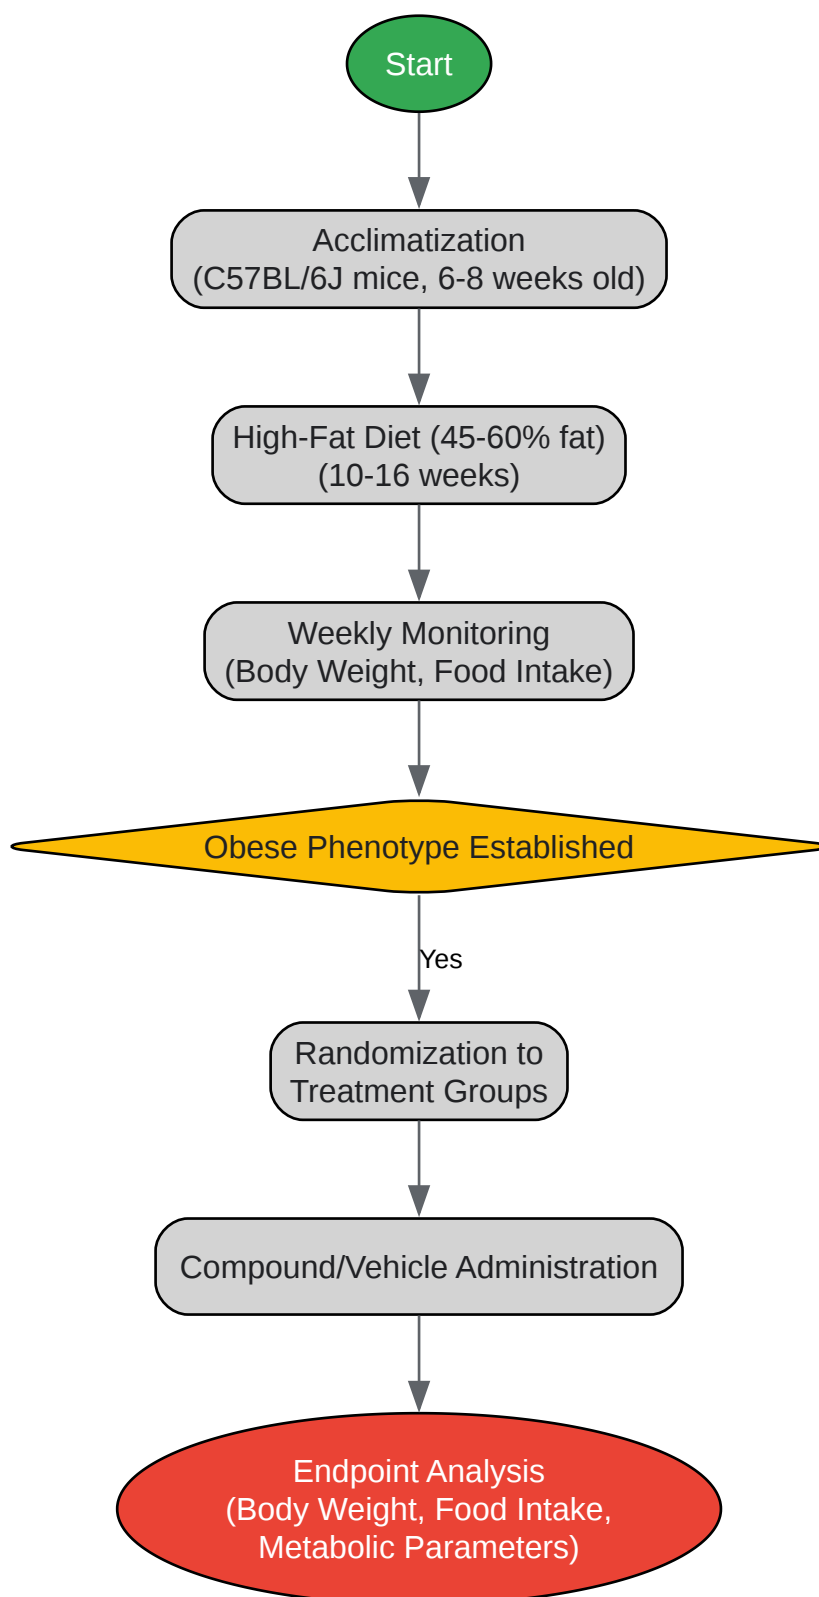 Start
Acclimatization
(C57BL/6J mice, 6-8 weeks old)
High-Fat Diet (45-60% fat)
(10-16 weeks)
Weekly Monitoring
(Body Weight, Food Intake)
Obese Phenotype Established
Yes
Randomization to
Treatment Groups
Compound/Vehicle Administration
Endpoint Analysis
(Body Weight, Food Intake,
Metabolic Parameters)